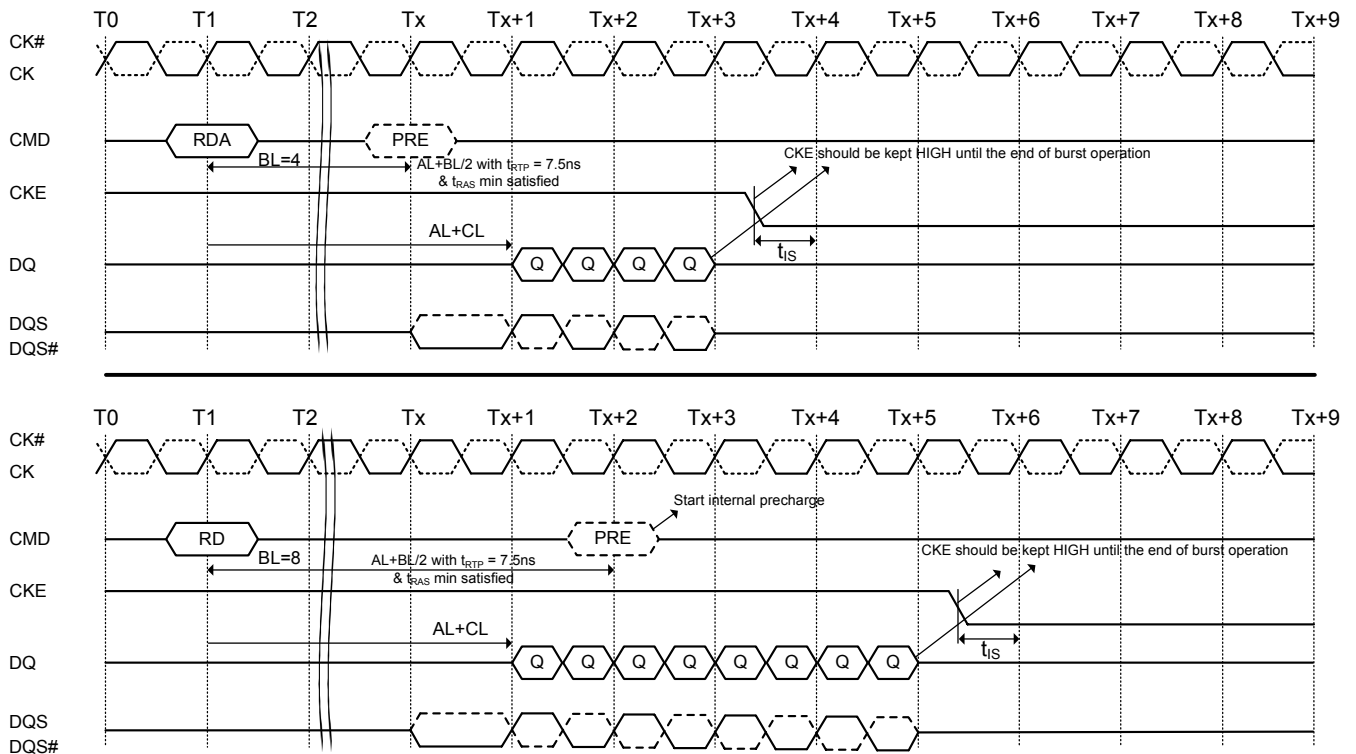 T0 T1 T2 Tx Tx+1 Tx+2 Tx+3 Tx+4 Tx+5 Tx+6 Tx+7 Tx+8 Tx+9
CK#
CK
CMD RDA PRE
BL=4 AL+BL/2 with tRTP = 7.5ns
& tRAS min satisfied
CKE should be kept HIGH until the end of burst operation
CKE
AL+CL
tIS
DQ Q Q Q Q
DQS
DQS#
T0 T1 T2 Tx Tx+1 Tx+2 Tx+3 Tx+4 Tx+5 Tx+6 Tx+7 Tx+8 Tx+9
CK#
CK
Start internal precharge
CMD RD PRE
CKE should be kept HIGH until the end of burst operation
BL=8 AL+BL/2 with tRTP = 7.5ns
& tRAS min satisfied
CKE
AL+CL
tIS
DQ Q Q Q Q Q Q Q Q
DQS
DQS#